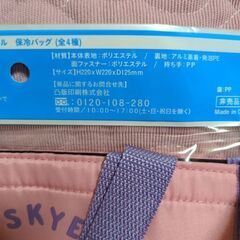 ル 保冷バッグ (全4種)
【材質】本体表地：ポリエステル / 裏地：アルミ蒸着・発泡PE
面ファスナー：ポリエステル / 持ち手：PP
【サイズ】H220×W220×D125mm
【景品に関するお問い合わせ】
凸版印刷株式会社
0120-108-280
受付時間/10:00〜17:00(土・日・祝日を除く)
袋:PP
非売品
Made in C
SKYE